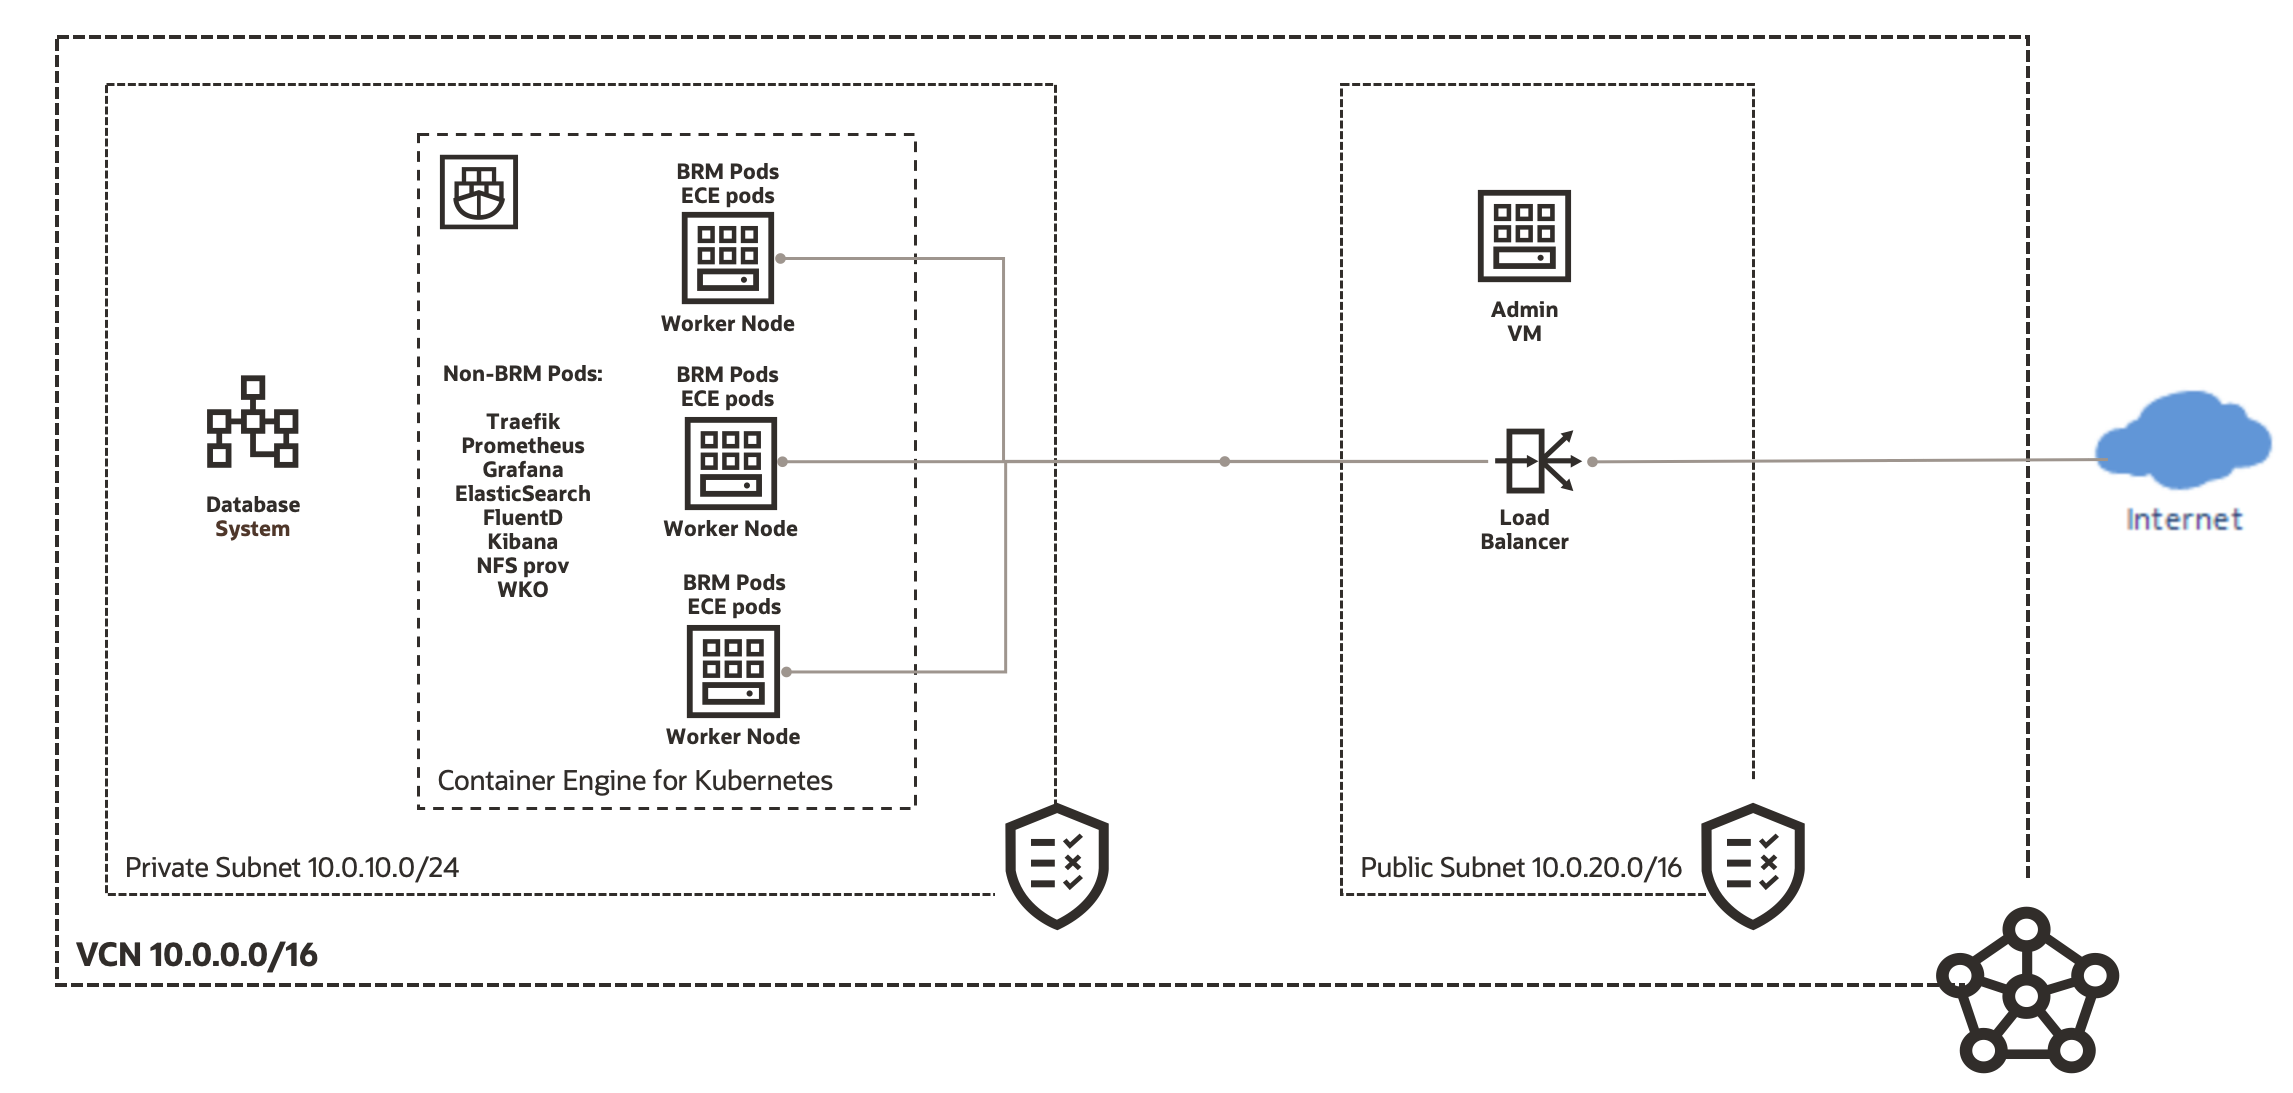 BRM Pods
ECE pods
Worker Node
Non-BRM Pods:
Traefik
Prometheus
Grafana
ElasticSearch
FluentD
Kibana
NFS prov
WKO
BRM Pods
ECE pods
Worker Node
BRM Pods
ECE pods
Worker Node
Database
System
Container Engine for Kubernetes
Private Subnet 10.0.10.0/24
Admin
VM
Load
Balancer
Public Subnet 10.0.20.0/16
Internet
VCN 10.0.0.0/16